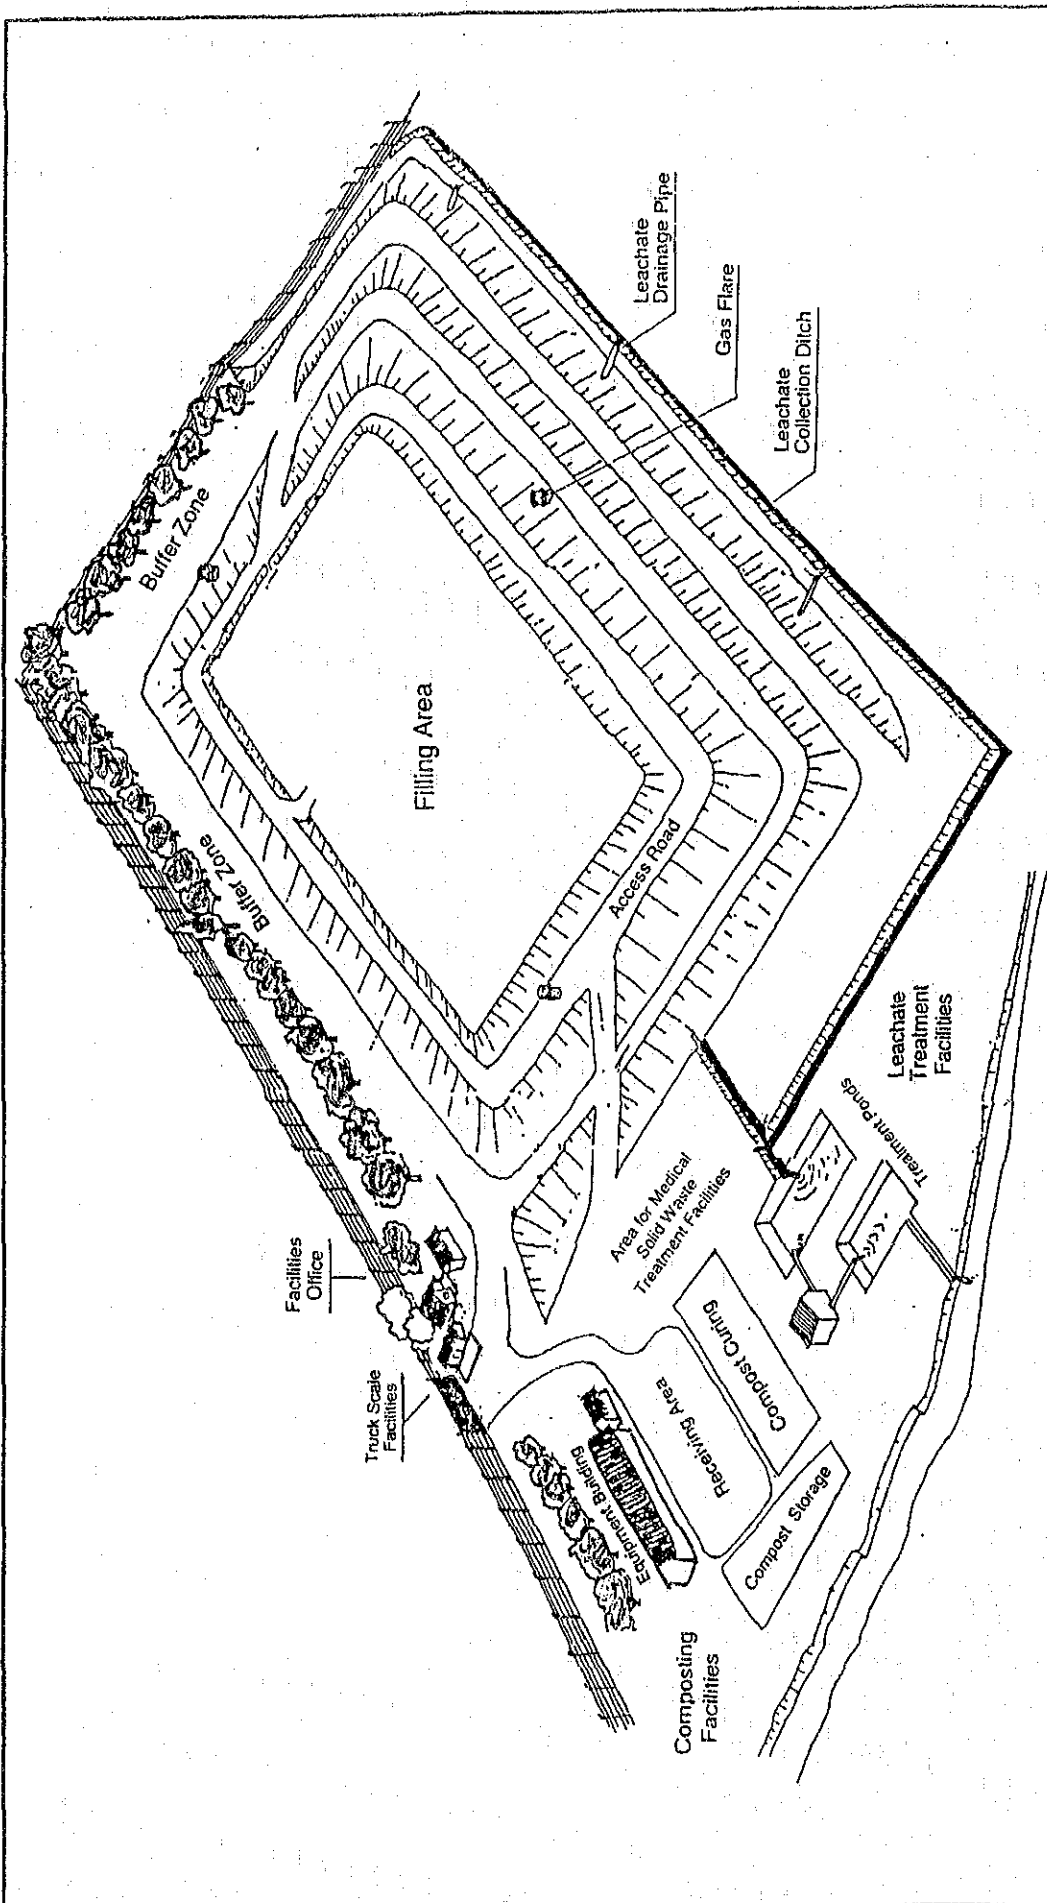 Buffer Zone
Buffer Zone
Facilities
Office
Truck Scale
Facilities
Filling Area
Access Road
Leachate
Drainage Pipe
Gas Flare
Leachate
Collection Ditch
Equipment Building
Receiving Area
Compost Curing
Compost Storage
Composting
Facilities
Area for Medical
Solid Waste
Treatment Facilities
Treatment Ponds
Leachate
Treatment
Facilities